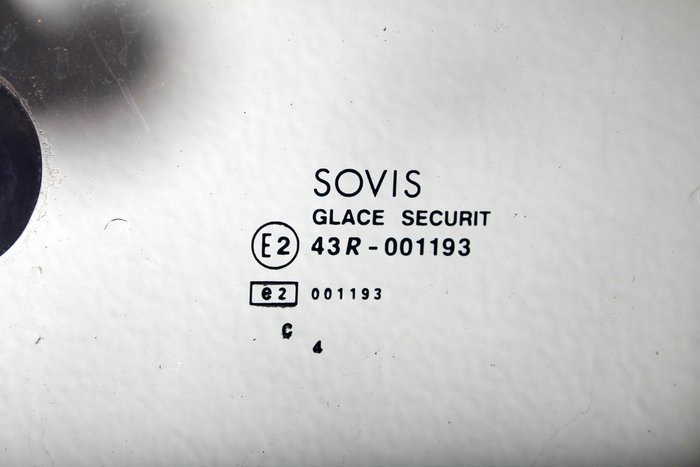 SOVIS
GLACE SECURIT
E2 43R-001193
e2 001193
C
4